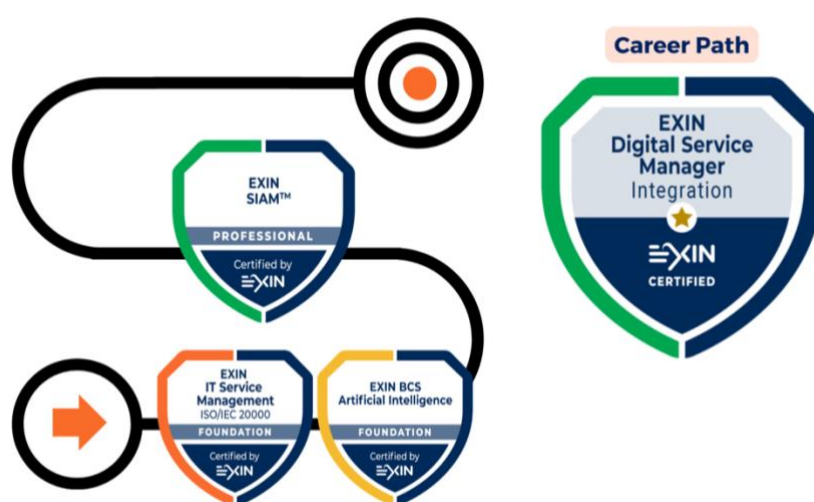 Career Path
EXIN
Digital Service
Manager
Integration
EXIN
CERTIFIED
EXIN
SIAM™
PROFESSIONAL
Certified by
EXIN
EXIN
IT Service
Management
ISO/IEC 20000
FOUNDATION
Certified by
EXIN
EXIN BCS
Artificial Intelligence
FOUNDATION
Certified by
EXIN